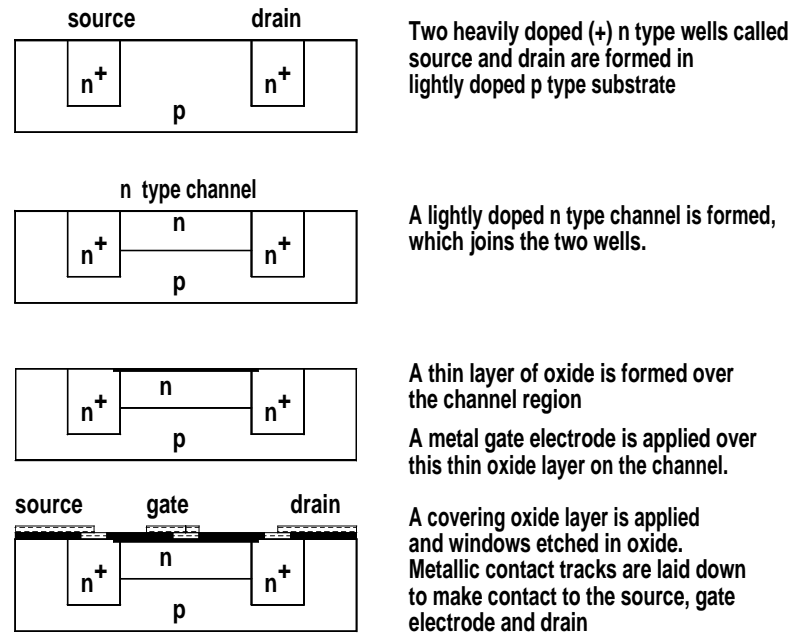 source drain
n+ n+
p
Two heavily doped (+) n type wells called
source and drain are formed in
lightly doped p type substrate
n type channel
n
n+ n+
p
A lightly doped n type channel is formed,
which joins the two wells.
n
n+ n+
p
A thin layer of oxide is formed over
the channel region
A metal gate electrode is applied over
this thin oxide layer on the channel.
source gate drain
n
n+ n+
p
A covering oxide layer is applied
and windows etched in oxide.
Metallic contact tracks are laid down
to make contact to the source, gate
electrode and drain